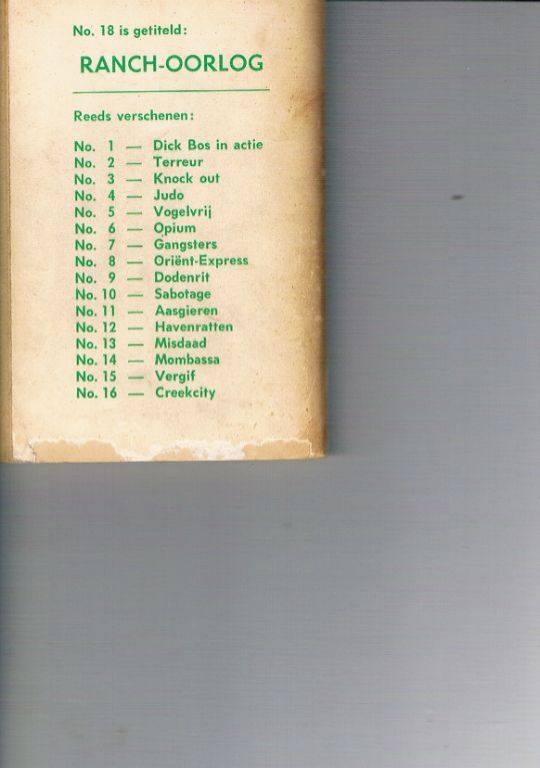 No. 18 is getiteld:
RANCH-OORLOG
Reeds verschenen:
No. 1 — Dick Bos in actie
No. 2 — Terreur
No. 3 — Knock out
No. 4 — Judo
No. 5 — Vogelvrij
No. 6 — Opium
No. 7 — Gangsters
No. 8 — Oriënt-Express
No. 9 — Dodenrit
No. 10 — Sabotage
No. 11 — Aasgieren
No. 12 — Havenratten
No. 13 — Misdaad
No. 14 — Mombassa
No. 15 — Vergif
No. 16 — Creekcity